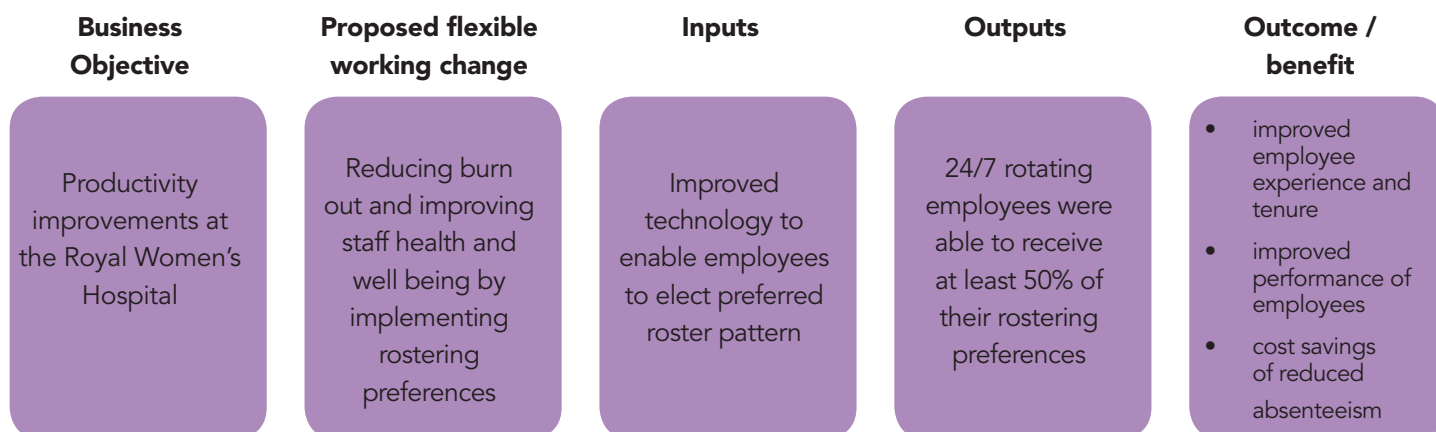 Business
Objective
Proposed flexible
working change
Inputs
Outputs
Outcome /
benefit
Productivity
improvements at
the Royal Women’s
Hospital
Reducing burn
out and improving
staff health and
well being by
implementing
rostering
preferences
Improved
technology to
enable employees
to elect preferred
roster pattern
24/7 rotating
employees were
able to receive
at least 50% of
their rostering
preferences
• improved
employee
experience and
tenure
• improved
performance of
employees
• cost savings
of reduced
absenteeism